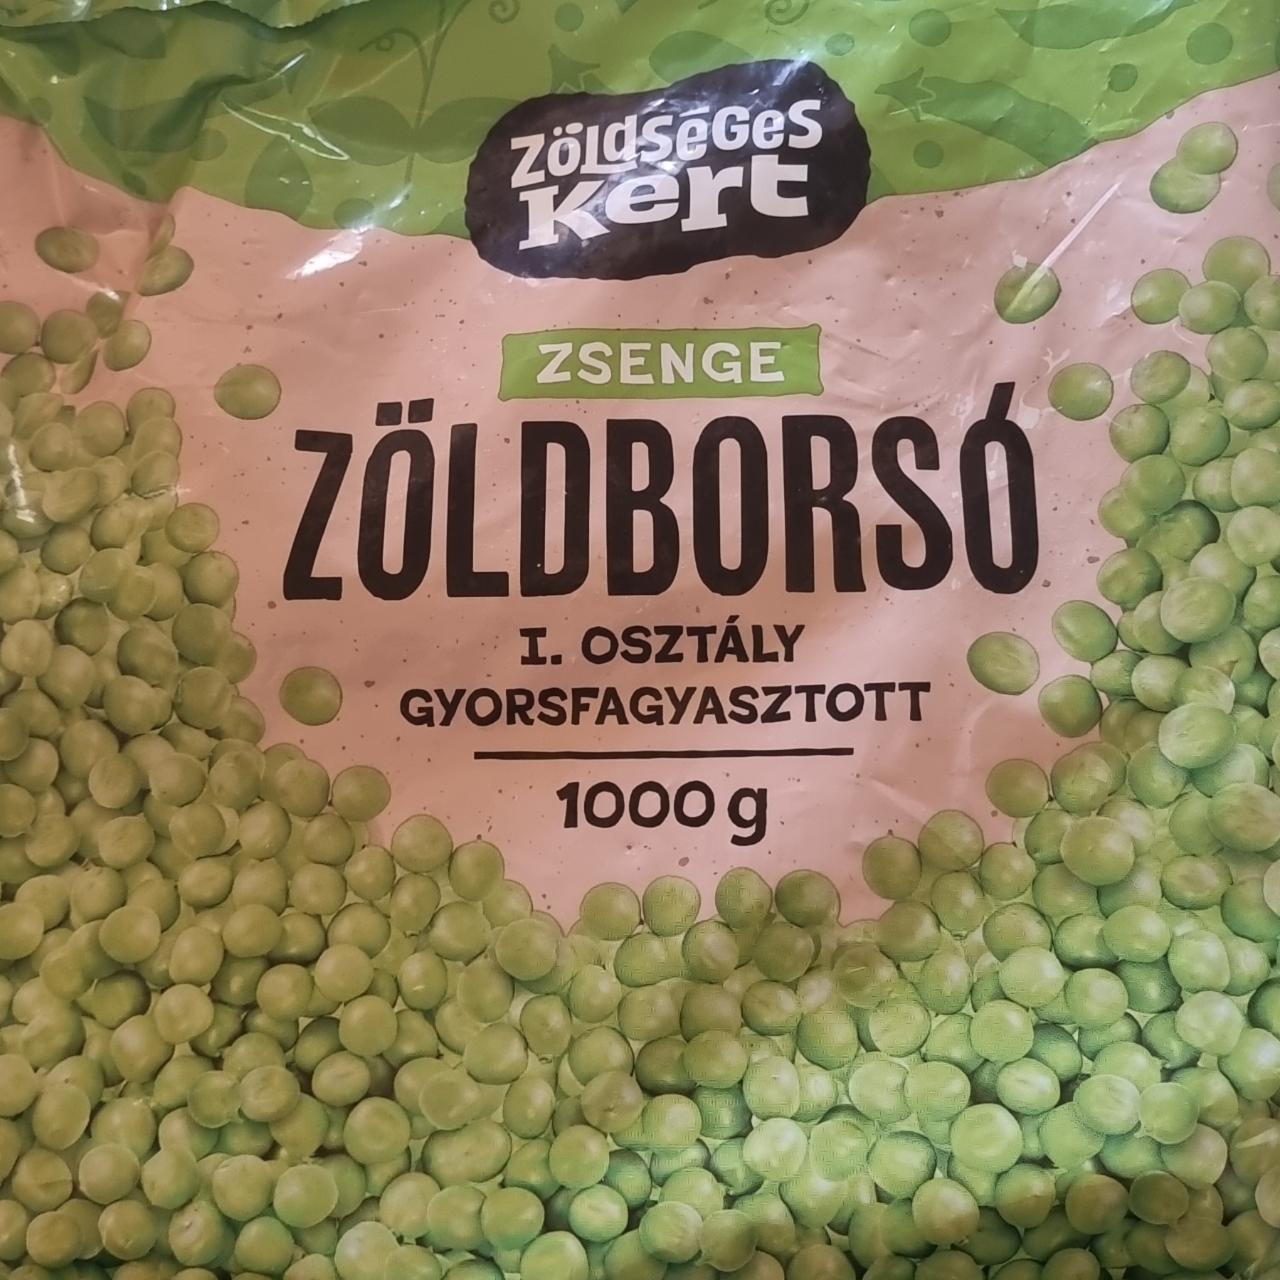 Zöldséges
Kert
ZSENGE
ZÖLDBORSÓ
I. OSZTÁLY
GYORSFAGYASZTOTT
1000 g